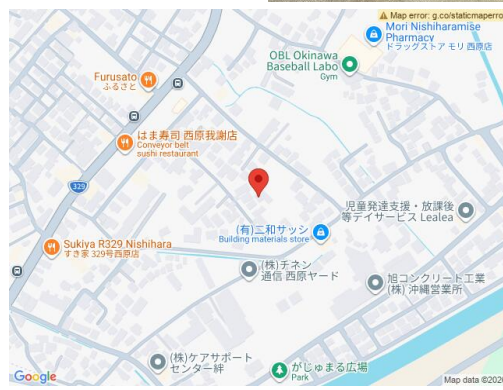 Map error: g.co/staticmaperro
Mori Nishiharamise
Pharmacy
ドラッグストア モリ 西原店
OBL Okinawa
Baseball Labo
Gym
Furusato
ふるさと
はま寿司 西原我謝店
Conveyor belt
sushi restaurant
329
児童発達支援・放課後
等デイサービス Lealea
(有)二和サッシ
Building materials store
Sukiya R329 Nishihara
すき家 329号西原店
(株)チネン
通信 西原ヤード
旭コンクリート工業
(株) 沖縄営業所
(株)ケアサポート
センター絆
がじゅまる広場
Park
Google
Map data ©2026